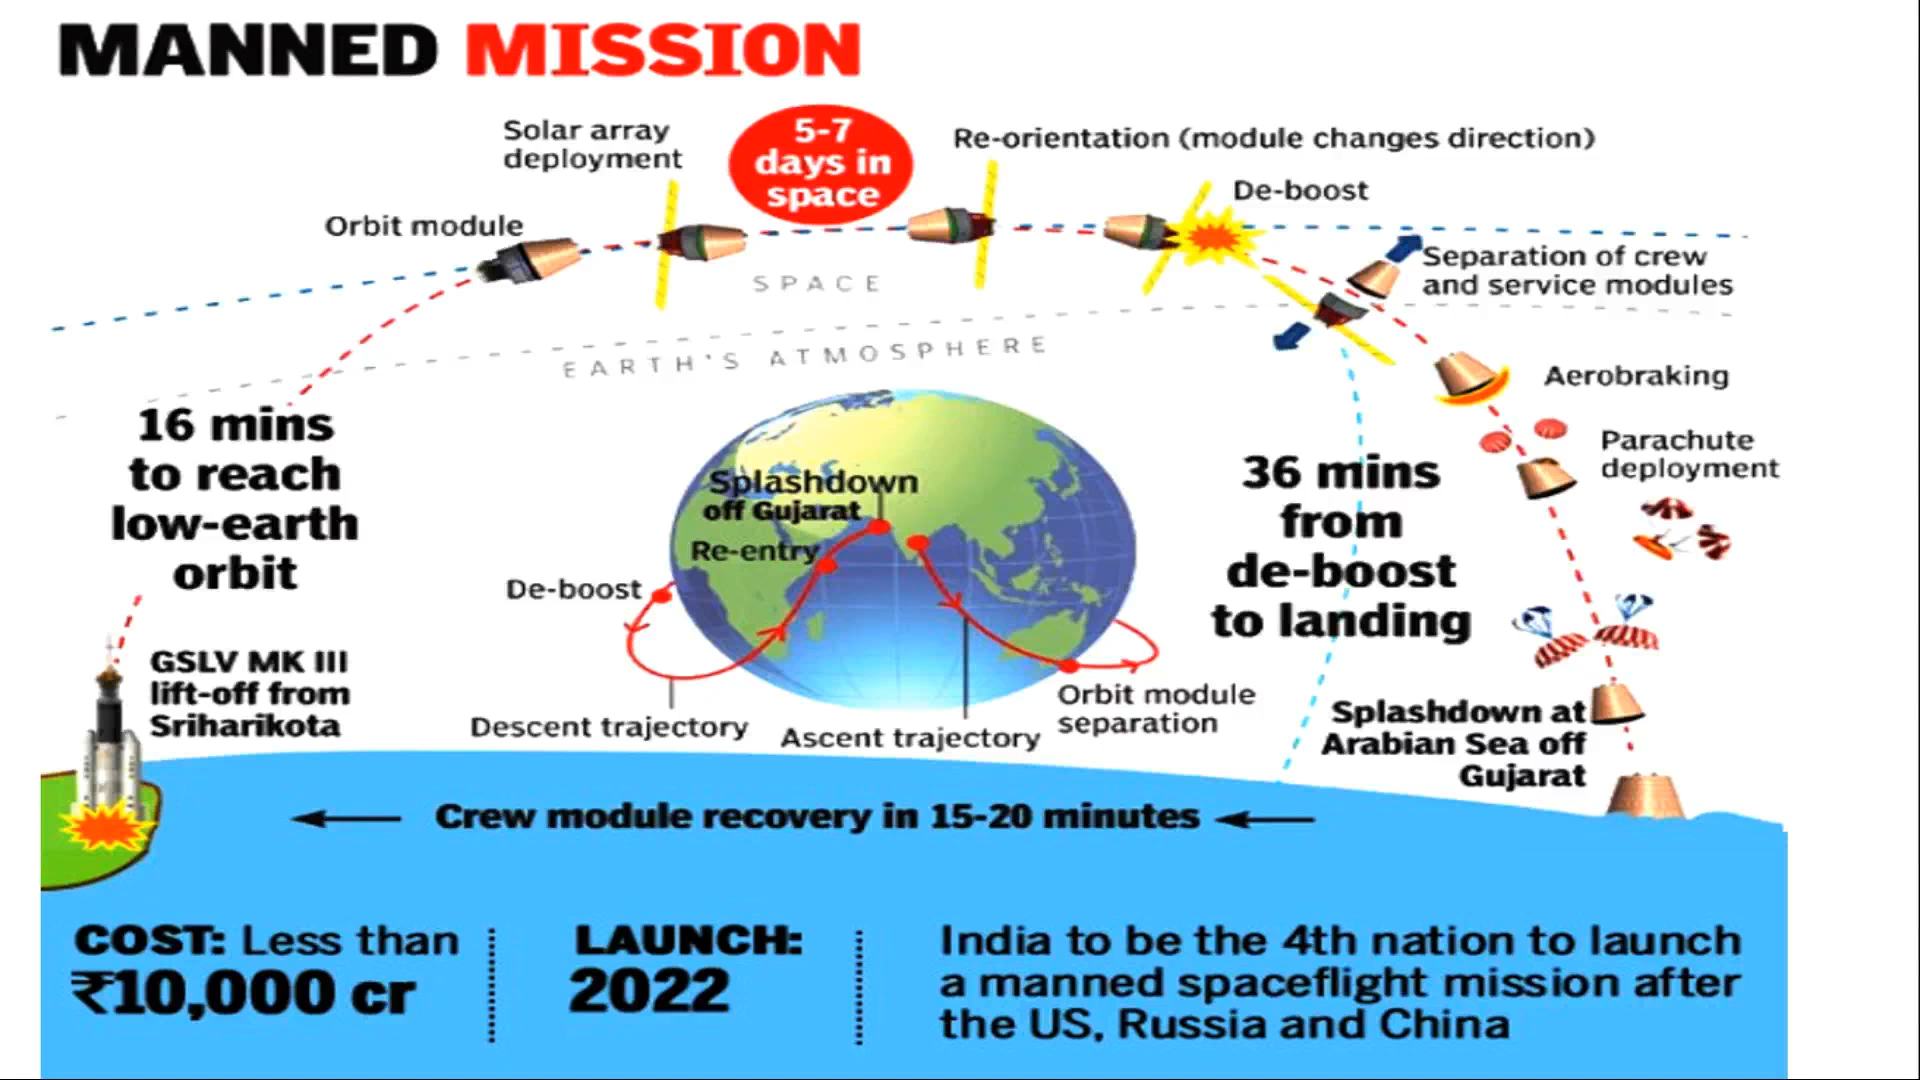 MANNED MISSION
Solar array
deployment
5-7
days in
space
Re-orientation (module changes direction)
De-boost
Orbit module
Separation of crew
and service modules
SPACE
EARTH'S ATMOSPHERE
Aerobraking
16 mins
to reach
low-earth
orbit
Parachute
deployment
36 mins
from
de-boost
to landing
Splashdown
off Gujarat
Re-entry
De-boost
GSLV MK III
lift-off from
Sriharikota
Descent trajectory
Ascent trajectory
Orbit module
separation
Splashdown at
Arabian Sea off
Gujarat
Crew module recovery in 15-20 minutes
COST: Less than
₹10,000 cr
LAUNCH:
2022
India to be the 4th nation to launch
a manned spaceflight mission after
the US, Russia and China